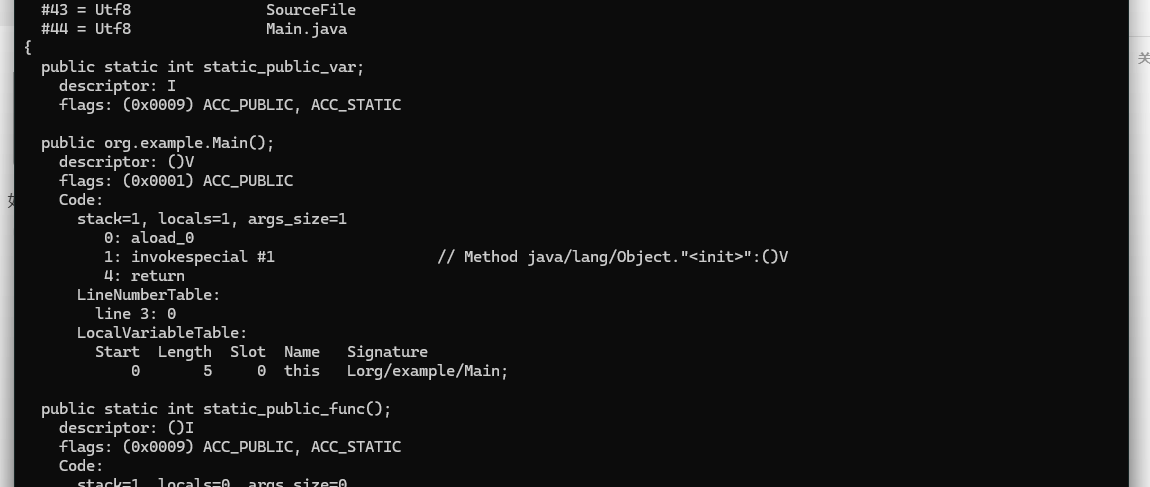 #43 = Utf8               SourceFile
#44 = Utf8               Main.java
{
  public static int static_public_var;
    descriptor: I
    flags: (0x0009) ACC_PUBLIC, ACC_STATIC

  public org.example.Main();
    descriptor: ()V
    flags: (0x0001) ACC_PUBLIC
    Code:
      stack=1, locals=1, args_size=1
         0: aload_0
         1: invokespecial #1                  // Method java/lang/Object."<init>":()V
         4: return
      LineNumberTable:
        line 3: 0
      LocalVariableTable:
        Start  Length  Slot  Name   Signature
            0       5     0  this   Lorg/example/Main;

  public static int static_public_func();
    descriptor: ()I
    flags: (0x0009) ACC_PUBLIC, ACC_STATIC
    Code:
      stack=1, locals=0, args_size=0